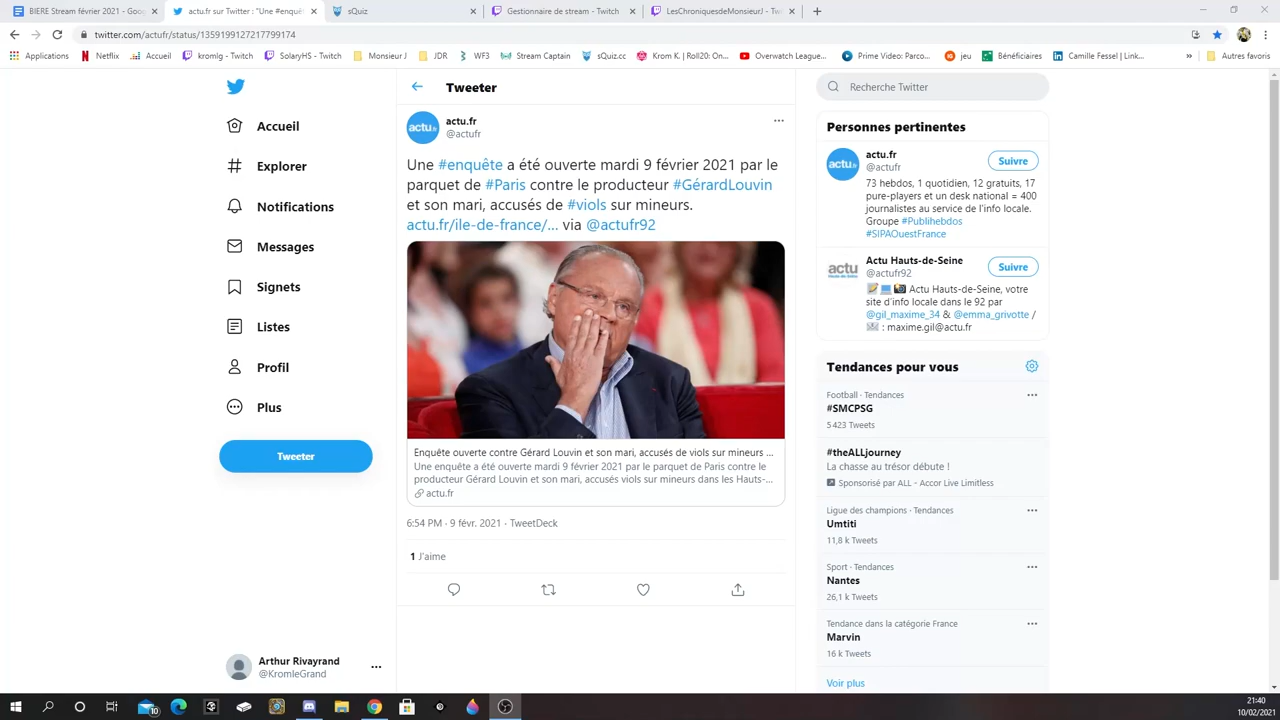 BIERE Stream février 2021 - Goog
actu.fr sur Twitter : "Une #enqu
sQuiz
Gestionnaire de stream - Twitch
LesChroniquesdeMonsieurJ - Twi
twitter.com/actufr/status/1359199127217799174
Applications
Netflix
Accueil
kromlg - Twitch
SolaryHS - Twitch
Monsieur J
JDR
WF3
Stream Captain
sQuiz.cc
Krom K. | Roll20: On...
Overwatch League...
Prime Video: Parco...
jeu
Bénéficiaires
Camille Fessel | Link...
»
Autres favoris
Accueil
Explorer
Notifications
Messages
Signets
Listes
Profil
Plus
Tweeter
Arthur Rivayrand
@KromleGrand
Tweeter
actu.fr
actu.fr
@actufr
Une #enquête a été ouverte mardi 9 février 2021 par le
parquet de #Paris contre le producteur #GérardLouvin
et son mari, accusés de #viols sur mineurs.
actu.fr/ile-de-france/... via @actufr92
Enquête ouverte contre Gérard Louvin et son mari, accusés de viols sur mineurs ...
Une enquête a été ouverte mardi 9 février 2021 par le parquet de Paris contre le
producteur Gérard Louvin et son mari, accusés viols sur mineurs dans les Hauts-...
actu.fr
6:54 PM · 9 févr. 2021 · TweetDeck
1 J'aime
Recherche Twitter
Personnes pertinentes
actu.fr
actu.fr
@actufr
Suivre
73 hebdos, 1 quotidien, 12 gratuits, 17
pure-players et un desk national = 400
journalistes au service de l'info locale.
Groupe #Publihebdos
#SIPAOuestFrance
actu
Actu Hauts-de-Seine
@actufr92
Suivre
Actu Hauts-de-Seine, votre
site d'info locale dans le 92 par
@gil_maxime_34 & @emma_grivotte /
: maxime.gil@actu.fr
Tendances pour vous
Football · Tendances
#SMCPSG
5 423 Tweets
#theALLjourney
La chasse au trésor débute !
Sponsorisé par ALL - Accor Live Limitless
Ligue des champions · Tendances
Umtiti
11,8 k Tweets
Sport · Tendances
Nantes
26,1 k Tweets
Tendance dans la catégorie France
Marvin
16 k Tweets
Voir plus
21:40
10/02/2021